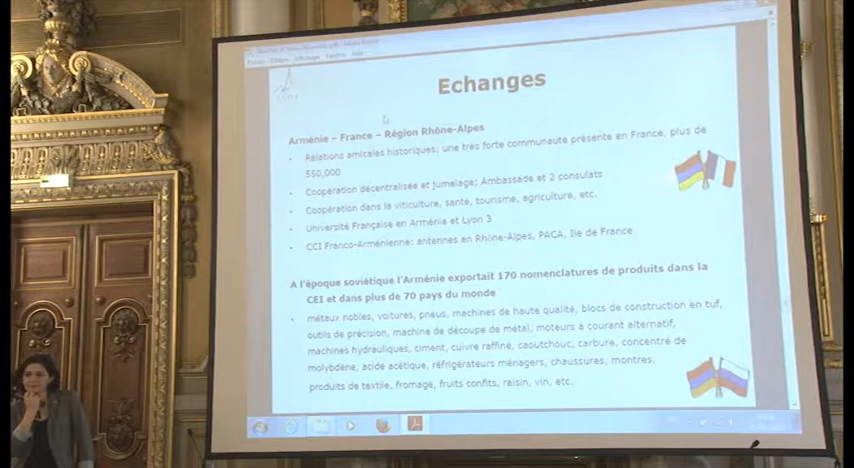 Echanges
Arménie – France – Région Rhône-Alpes
Relations amicales historiques; une très forte communauté présente en France, plus de
550,000
Coopération décentralisée et jumelage; Ambassade et 2 consulats
Coopération dans la viticulture, santé, tourisme, agriculture, etc.
Université Française en Arménie et Lyon 3
CCI Franco-Arménienne: antennes en Rhône-Alpes, PACA, Ile de France
A l'époque soviétique l'Arménie exportait 170 nomenclatures de produits dans la
CEI et dans plus de 70 pays du monde
métaux nobles, voitures, pneus, machines de haute qualité, blocs de construction en tuf,
outils de précision, machine de découpe de métal, moteurs à courant alternatif,
machines hydrauliques, ciment, cuivre raffiné, caoutchouc, carbure, concentré de
molybdène, acide acétique, réfrigérateurs ménagers, chaussures, montres,
produits de textile, fromage, fruits confits, raisin, vin, etc.